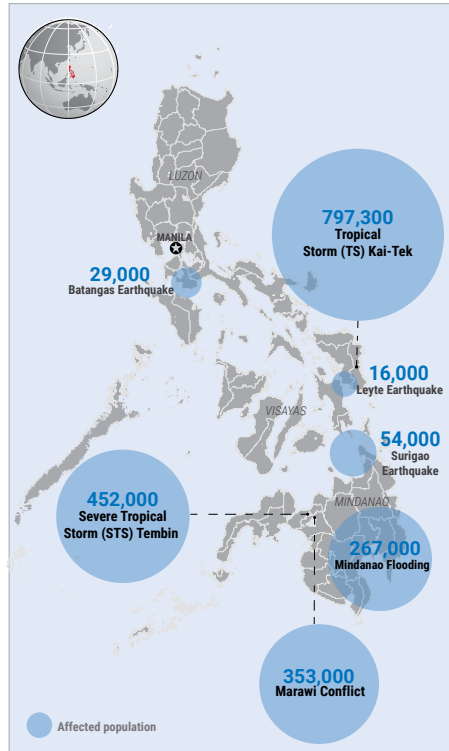 LUZON
797,300
Tropical
Storm (TS) Kai-Tek
MANILA
29,000
Batangas Earthquake
16,000
Leyte Earthquake
VISAYAS
54,000
Surigao
Earthquake
452,000
Severe Tropical
Storm (STS) Tembin
MINDANAO
267,000
Mindanao Flooding
353,000
Marawi Conflict
Affected population